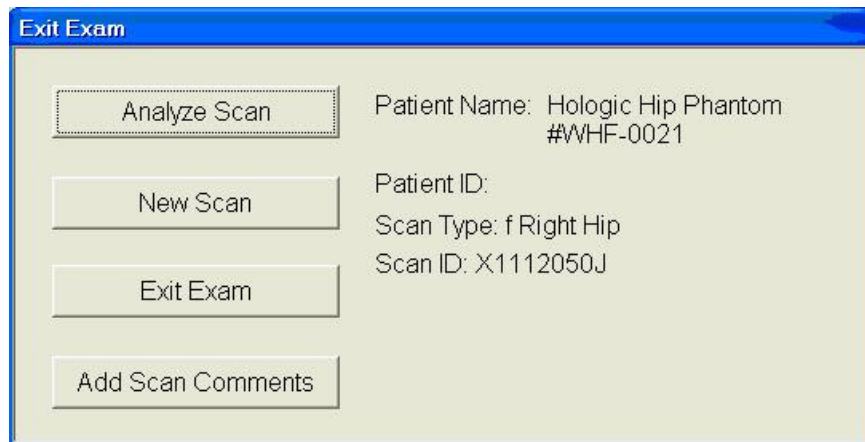 Exit Exam
Analyze Scan
Patient Name: Hologic Hip Phantom
#WHF-0021
New Scan
Patient ID:
Scan Type: f Right Hip
Scan ID: X1112050J
Exit Exam
Add Scan Comments